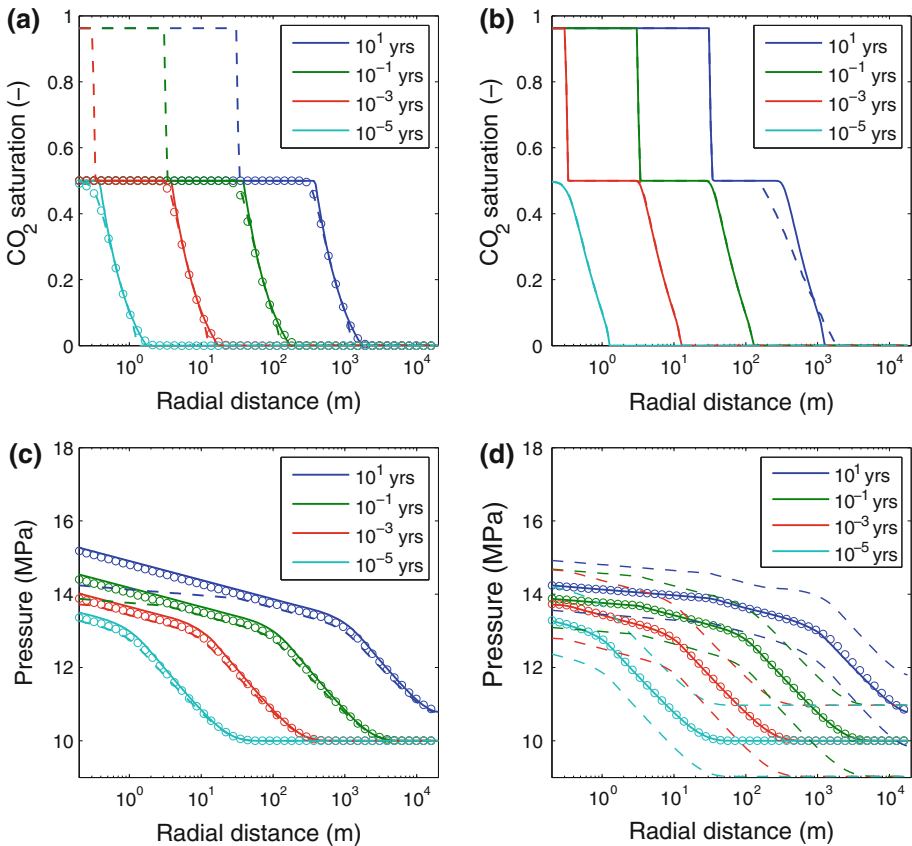 (a)
1
0.8
0.6
0.4
0.2
0
CO2 saturation (–)
10^1 yrs
10^−1 yrs
10^−3 yrs
10^−5 yrs
10^0 10^1 10^2 10^3 10^4
Radial distance (m)
(b)
1
0.8
0.6
0.4
0.2
0
CO2 saturation (–)
10^1 yrs
10^−1 yrs
10^−3 yrs
10^−5 yrs
10^0 10^1 10^2 10^3 10^4
Radial distance (m)
(c)
18
16
14
12
10
Pressure (MPa)
10^1 yrs
10^−1 yrs
10^−3 yrs
10^−5 yrs
10^0 10^1 10^2 10^3 10^4
Radial distance (m)
(d)
18
16
14
12
10
Pressure (MPa)
10^1 yrs
10^−1 yrs
10^−3 yrs
10^−5 yrs
10^0 10^1 10^2 10^3 10^4
Radial distance (m)